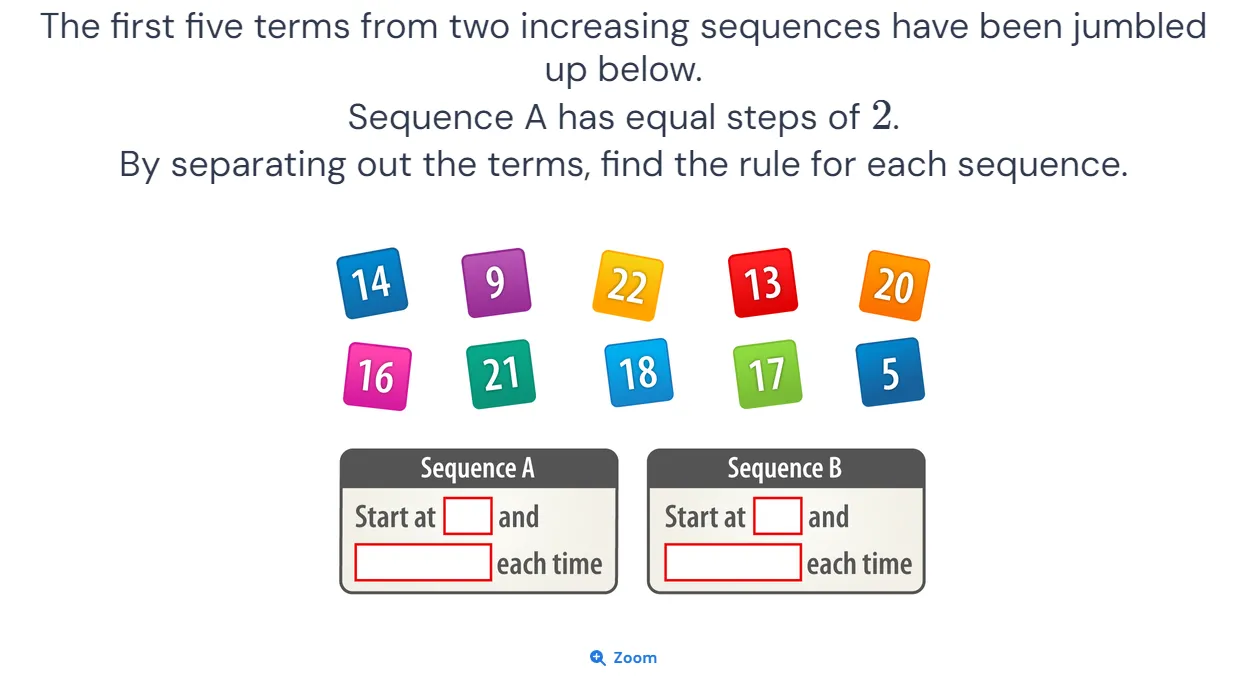 The first five terms from two increasing sequences have been jumbled
up below.
Sequence A has equal steps of 2.
By separating out the terms, find the rule for each sequence.
14 9 22 13 20
16 21 18 17 5
Sequence A
Start at and
each time
Sequence B
Start at and
each time
Zoom